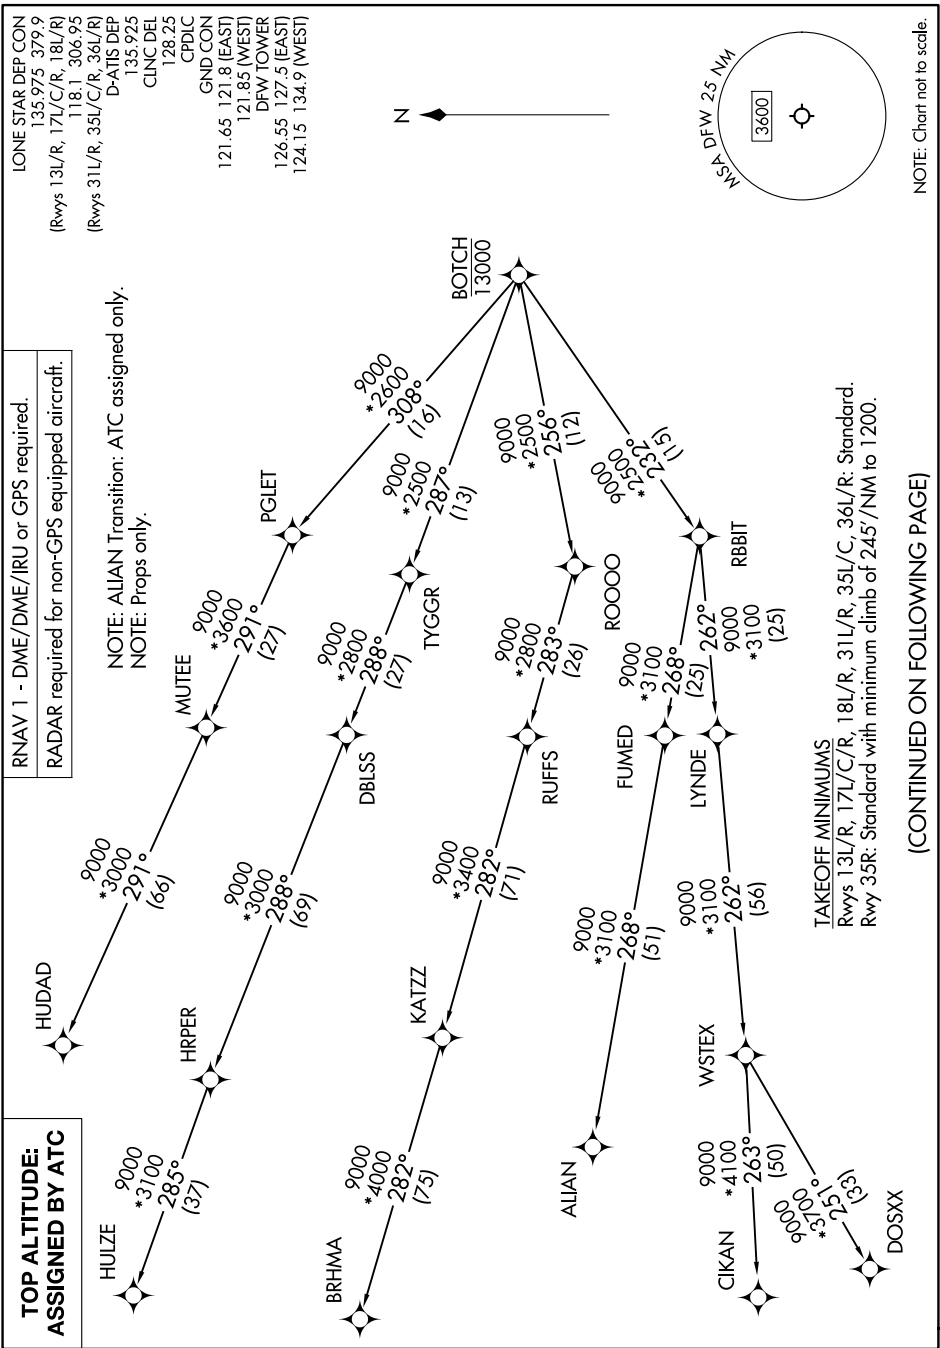 TOP ALTITUDE:
ASSIGNED BY ATC
RNAV 1 - DME/DME/IRU or GPS required.
RADAR required for non-GPS equipped aircraft.
NOTE: ALIAN Transition: ATC assigned only.
NOTE: Props only.
LONE STAR DEP CON
135.975 379.9
(Rwys 13L/R, 17L/C/R, 18L/R)
118.1 306.95
(Rwys 31L/R, 35L/C/R, 36L/R)
D-ATIS DEP
135.925
CLNC DEL
128.25
CPDLC
GND CON
121.65 121.8 (EAST)
121.85 (WEST)
DFW TOWER
126.55 127.5 (EAST)
124.15 134.9 (WEST)
N
HUDAD
9000
*3000
291°
(66)
MUTEE
9000
*3600
291°
(27)
PGLET
9000
*2600
308°
(16)
BOTCH
13000
HULZE
9000
*3100
285°
(37)
HRPER
9000
*3000
288°
(69)
DBLSS
9000
*2800
288°
(27)
TYGGR
9000
*2500
287°
(13)
BRHMA
9000
*4000
282°
(75)
KATZZ
9000
*3400
282°
(71)
RUFFS
9000
*2800
283°
(26)
ROOOO
9000
*2500
256°
(12)
ALIAN
9000
*3100
268°
(51)
FUMED
9000
*3100
268°
(25)
RBBIT
9000
*2500
232°
(15)
CIKAN
9000
*4100
263°
(50)
WSTEX
9000
*3100
262°
(56)
LYNDE
262°
9000
*3100
(25)
9000
*3700
251°
(33)
DOSXX
MSA DFW 25 NM
3600
TAKEOFF MINIMUMS
Rwys 13L/R, 17L/C/R, 18L/R, 31L/R, 35L/C, 36L/R: Standard.
Rwy 35R: Standard with minimum climb of 245'/NM to 1200.
NOTE: Chart not to scale.
(CONTINUED ON FOLLOWING PAGE)